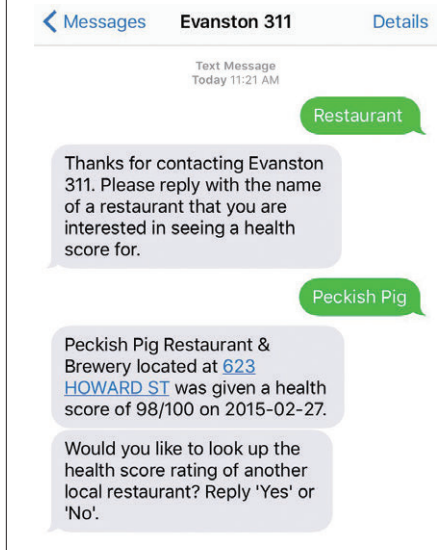 Messages Evanston 311 Details
Text Message
Today 11:21 AM
Restaurant
Thanks for contacting Evanston
311. Please reply with the name
of a restaurant that you are
interested in seeing a health
score for.
Peckish Pig
Peckish Pig Restaurant &
Brewery located at 623
HOWARD ST was given a health
score of 98/100 on 2015-02-27.
Would you like to look up the
health score rating of another
local restaurant? Reply 'Yes' or
'No'.